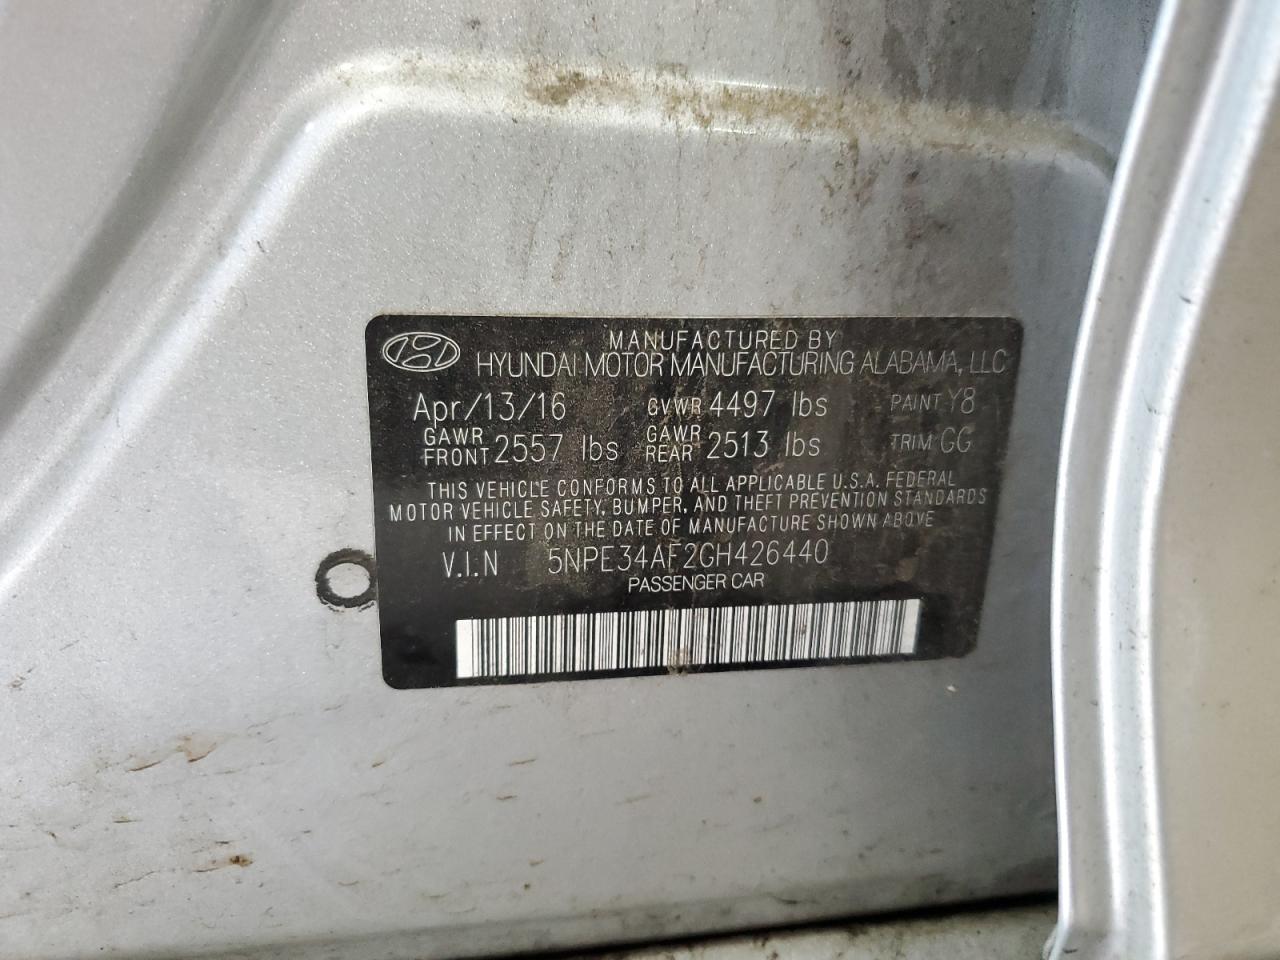 MANUFACTURED BY
HYUNDAI MOTOR MANUFACTURING ALABAMA, LLC
Apr/13/16 GVWR 4497 lbs PAINT Y8
GAWR FRONT 2557 lbs GAWR REAR 2513 lbs TRIM GG
THIS VEHICLE CONFORMS TO ALL APPLICABLE U.S.A. FEDERAL
MOTOR VEHICLE SAFETY, BUMPER, AND THEFT PREVENTION STANDARDS
IN EFFECT ON THE DATE OF MANUFACTURE SHOWN ABOVE
V.I.N 5NPE34AF2GH426440
PASSENGER CAR